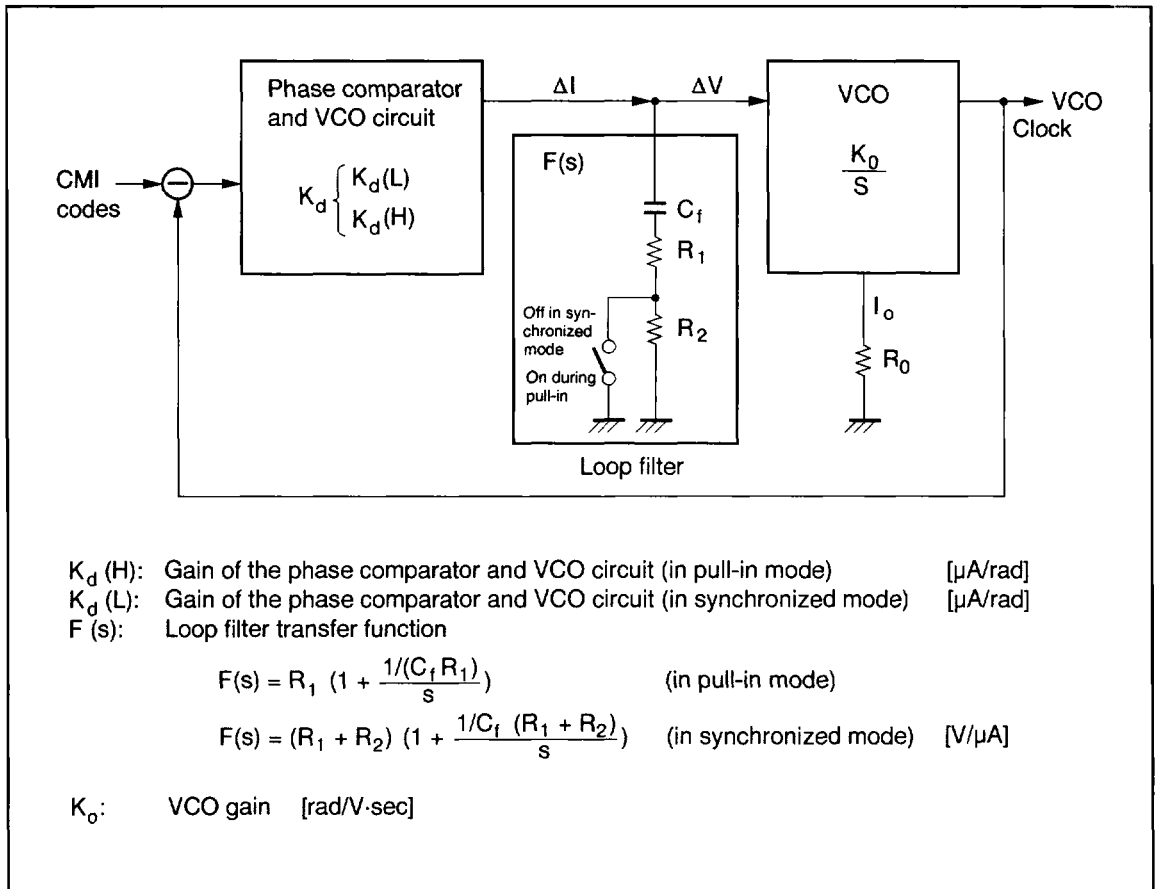 Phase comparator
and VCO circuit
K_d { K_d(L)
K_d(H)
ΔI
ΔV
VCO
K_0/S
VCO
Clock
CMI
codes
−
F(s)
C_f
R_1
R_2
Off in syn-
chronized
mode
On during
pull-in
I_o
R_0
Loop filter
K_d (H): Gain of the phase comparator and VCO circuit (in pull-in mode) [µA/rad]
K_d (L): Gain of the phase comparator and VCO circuit (in synchronized mode) [µA/rad]
F (s): Loop filter transfer function
F(s) = R_1 (1 + 1/(C_f R_1)/s) (in pull-in mode)
F(s) = (R_1 + R_2) (1 + 1/C_f (R_1 + R_2)/s) (in synchronized mode) [V/µA]
K_o: VCO gain [rad/V·sec]